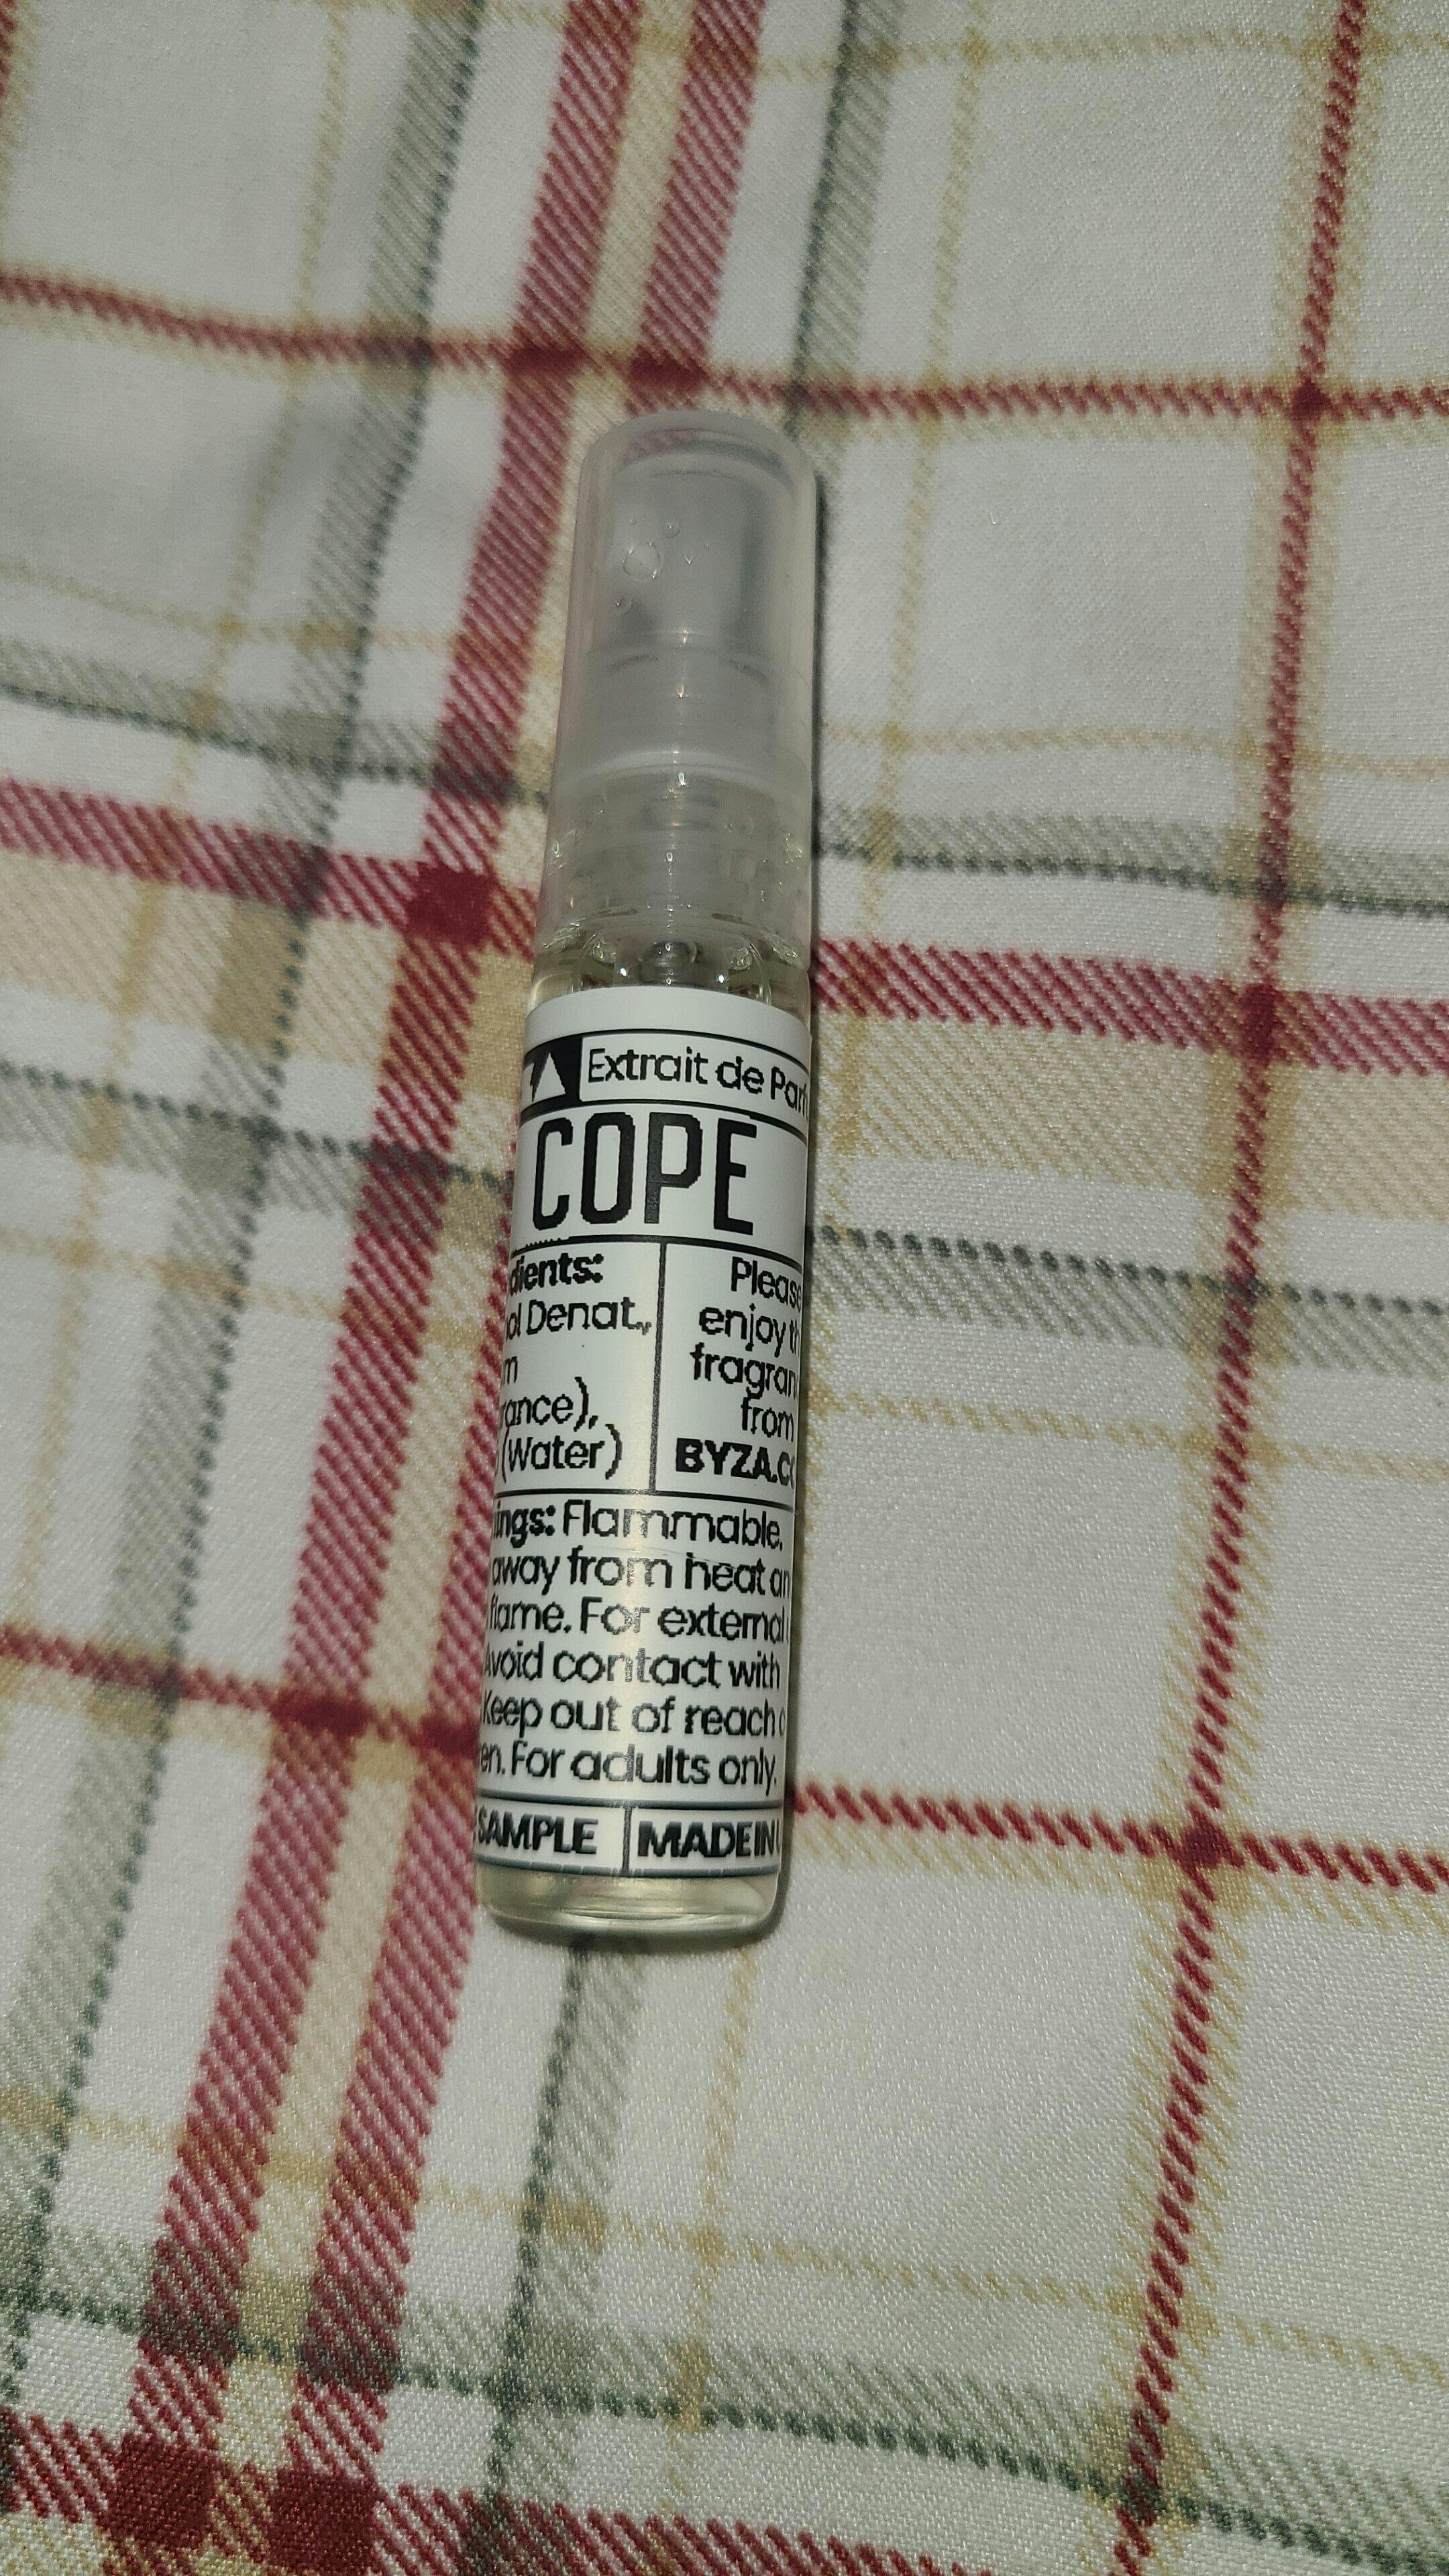 Extrait de Parf
COPE
dients:
ol Denat.,
m
rance),
(Water)
Please
enjoy th
fragran
from
BYZA.CO
ings: Flammable.
away from heat an
flame. For external
Avoid contact with
Keep out of reach o
en. For adults only.
SAMPLE
MADE IN